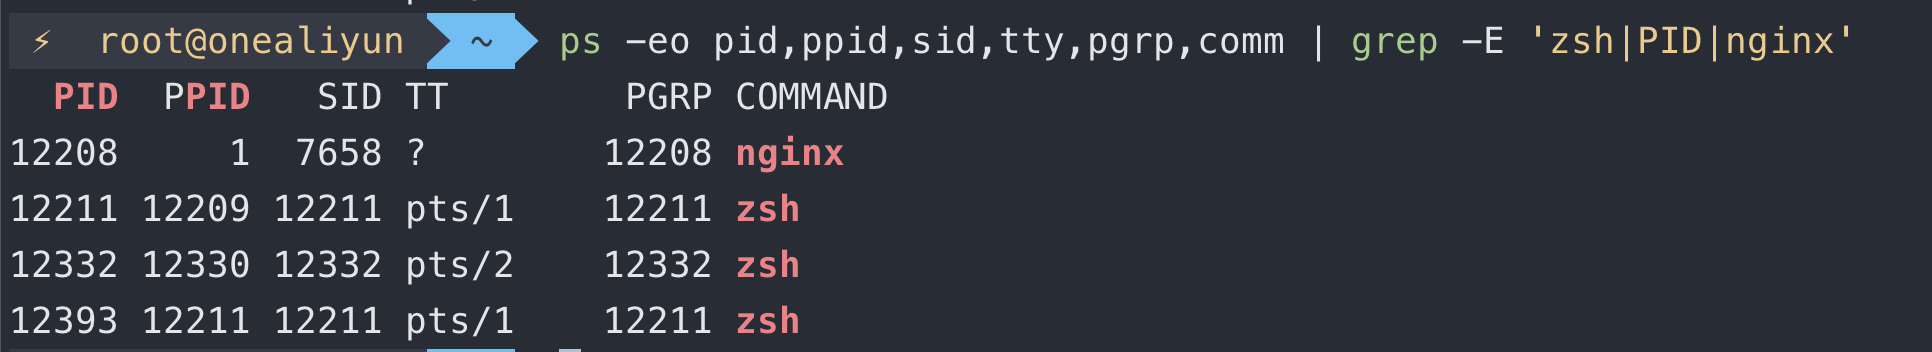 ⚡ root@onealiyun ~ ps -eo pid,ppid,sid,tty,pgrp,comm | grep -E 'zsh|PID|nginx'
PID PPID SID TT PGRP COMMAND
12208 1 7658 ? 12208 nginx
12211 12209 12211 pts/1 12211 zsh
12332 12330 12332 pts/2 12332 zsh
12393 12211 12211 pts/1 12211 zsh